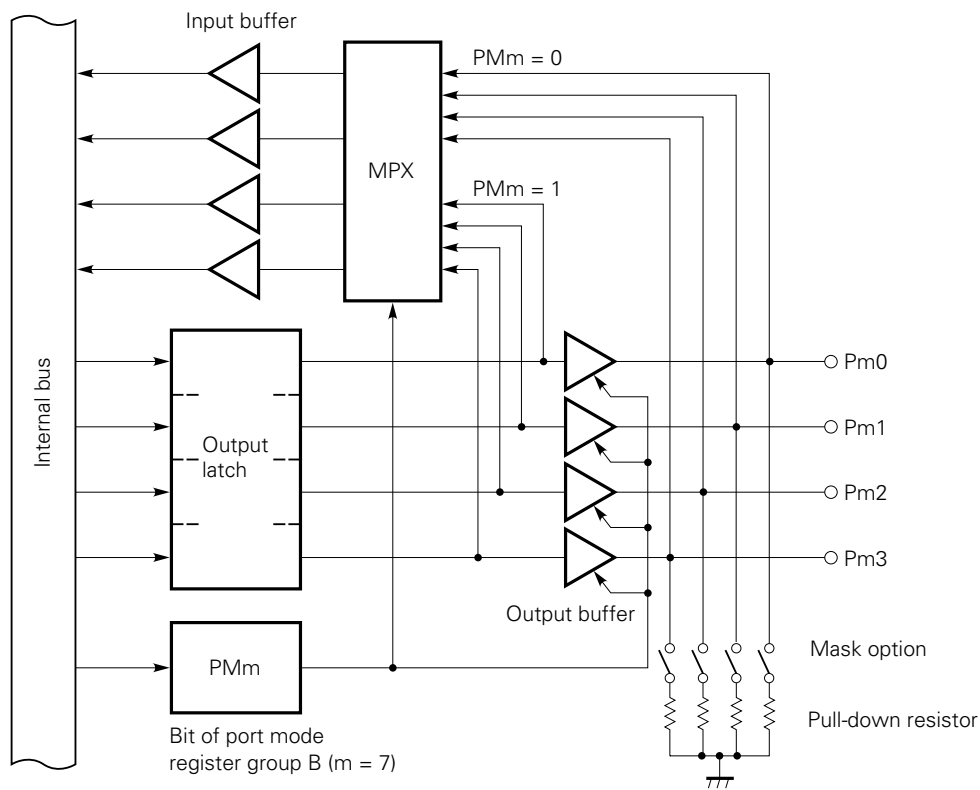 Input buffer
PMm = 0
MPX
PMm = 1
Internal bus
Output
latch
Pm0
Pm1
Pm2
Pm3
Output buffer
PMm
Mask option
Pull-down resistor
Bit of port mode
register group B (m = 7)